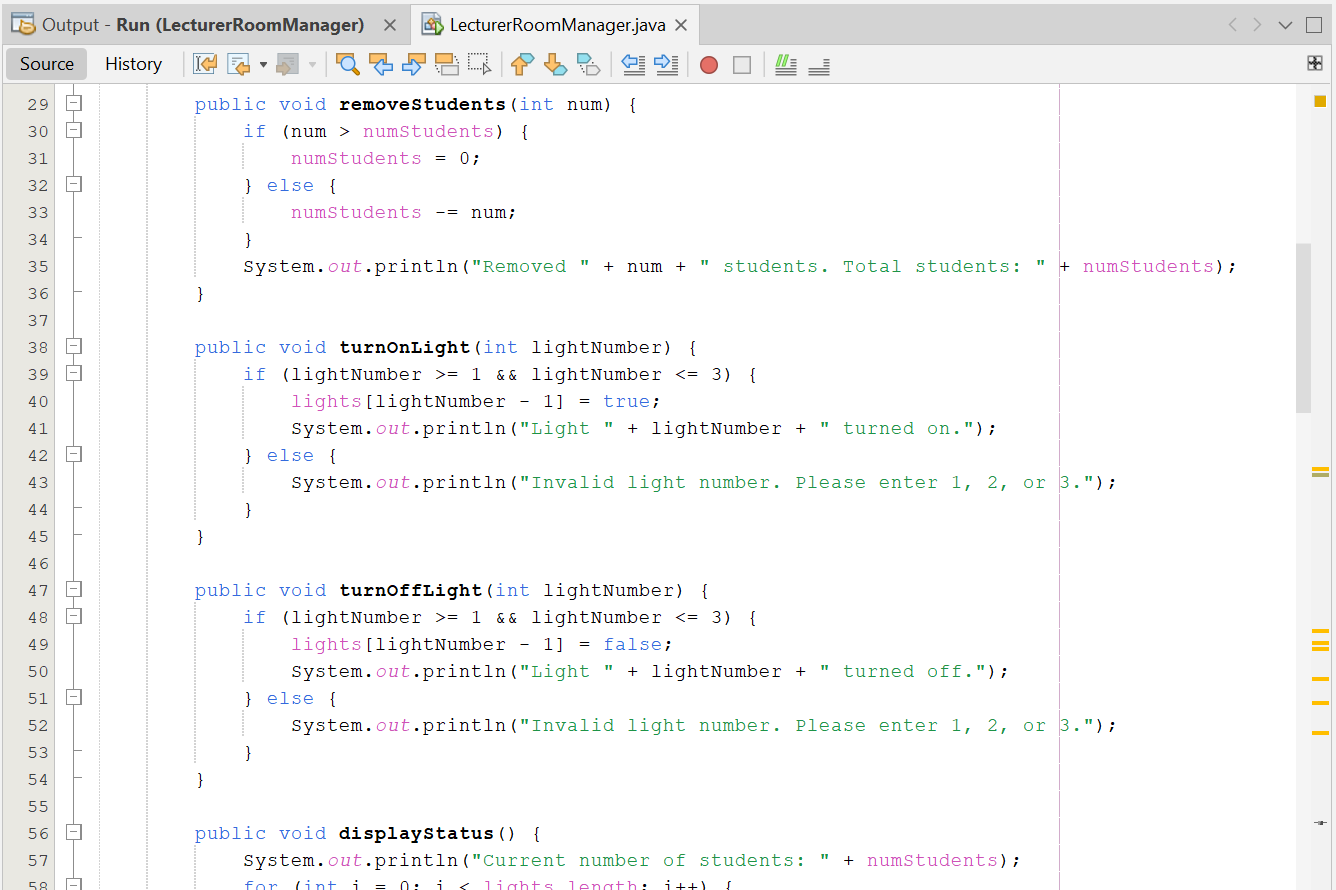 Output - Run (LecturerRoomManager) LecturerRoomManager.java
Source History
29 public void removeStudents(int num) {
30 if (num > numStudents) {
31 numStudents = 0;
32 } else {
33 numStudents -= num;
34 }
35 System.out.println("Removed " + num + " students. Total students: " + numStudents);
36 }
37
38 public void turnOnLight(int lightNumber) {
39 if (lightNumber >= 1 && lightNumber <= 3) {
40 lights[lightNumber - 1] = true;
41 System.out.println("Light " + lightNumber + " turned on.");
42 } else {
43 System.out.println("Invalid light number. Please enter 1, 2, or 3.");
44 }
45 }
46
47 public void turnOffLight(int lightNumber) {
48 if (lightNumber >= 1 && lightNumber <= 3) {
49 lights[lightNumber - 1] = false;
50 System.out.println("Light " + lightNumber + " turned off.");
51 } else {
52 System.out.println("Invalid light number. Please enter 1, 2, or 3.");
53 }
54 }
55
56 public void displayStatus() {
57 System.out.println("Current number of students: " + numStudents);
58 for (int i = 0; i < lights.length; i++) {